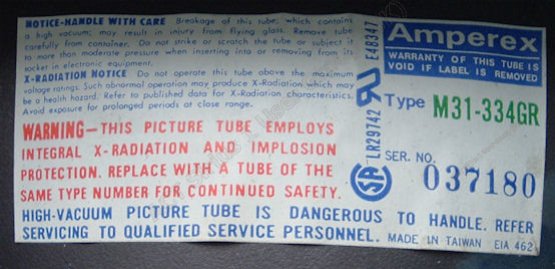 NOTICE-HANDLE WITH CARE Breakage of this tube, which contains
a high vacuum, may result in injury from flying glass. Remove tube
carefully from container. Do not strike or scratch the tube or subject it
to more than moderate pressure when inserting into or removing from its
socket in electronic equipment.
X-RADIATION NOTICE Do not operate this tube above the maximum
voltage ratings. Such abnormal operation may produce X-Radiation which may
be a health hazard. Refer to published data for X-Radiation characteristics.
Avoid exposure for prolonged periods at close range.
WARNING—THIS PICTURE TUBE EMPLOYS
INTEGRAL X-RADIATION AND IMPLOSION
PROTECTION. REPLACE WITH A TUBE OF THE
SAME TYPE NUMBER FOR CONTINUED SAFETY.
HIGH-VACUUM PICTURE TUBE IS DANGEROUS TO HANDLE. REFER
SERVICING TO QUALIFIED SERVICE PERSONNEL. MADE IN TAIWAN EIA 462
E48347
LR29742
SA
Amperex
WARRANTY OF THIS TUBE IS
VOID IF LABEL IS REMOVED
Type M31-334GR
SER. NO. 037180